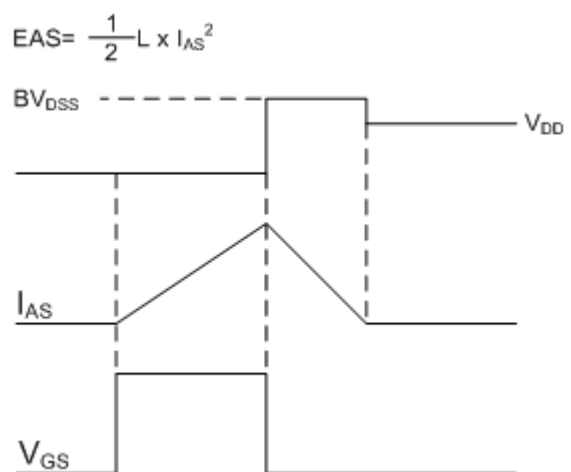 EAS= 1/2 L x I_AS^2
BV_DSS
V_DD
I_AS
V_GS